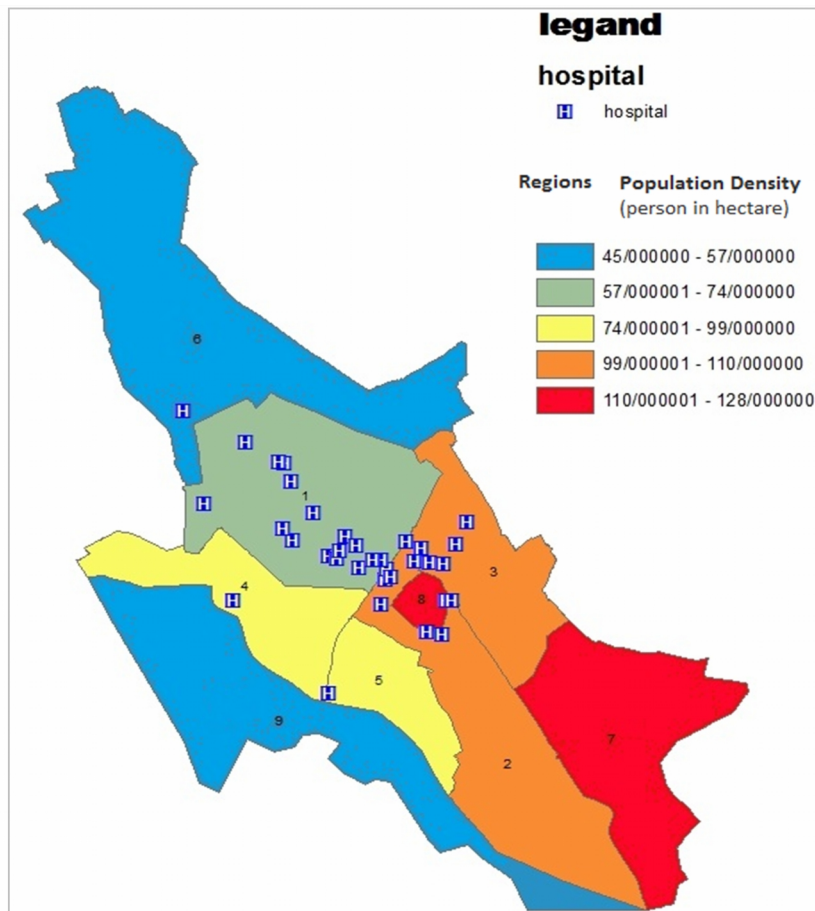 legand
hospital
H hospital
Regions Population Density
(person in hectare)
45/000000 - 57/000000
57/000001 - 74/000000
74/000001 - 99/000000
99/000001 - 110/000000
110/000001 - 128/000000
6
H
H
H
H
1
H
H
H
H
H
H
3
4
8
H
H
H
H
5
H
9
7
2